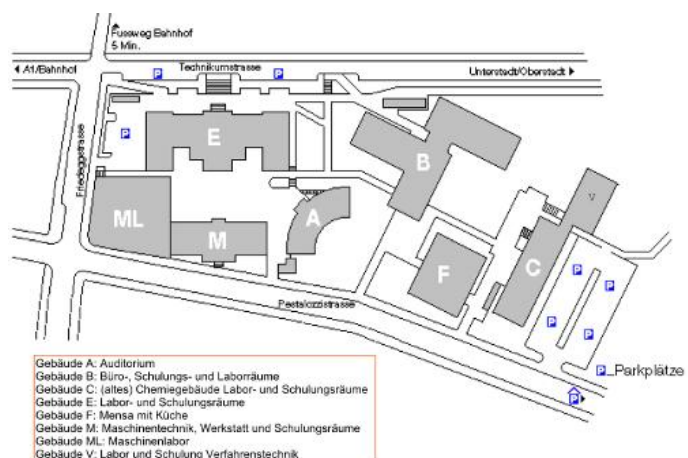 Fussweg Bahnhof
5 Min.
A1/Bahnhof
Technikumstrasse
Unterstadt/Oberstadt
P
P
P
Friedeggstrasse
E
B
V
ML
M
A
F
C
P
P
P
P
Pestalozzistrasse
P Parkplätze
P
Gebäude A: Auditorium
Gebäude B: Büro-, Schulungs- und Laborräume
Gebäude C: (altes) Chemiegebäude Labor- und Schulungsräume
Gebäude E: Labor- und Schulungsräume
Gebäude F: Mensa mit Küche
Gebäude M: Maschinentechnik, Werkstatt und Schulungsräume
Gebäude ML: Maschinenlabor
Gebäude V: Labor und Schulung Verfahrenstechnik